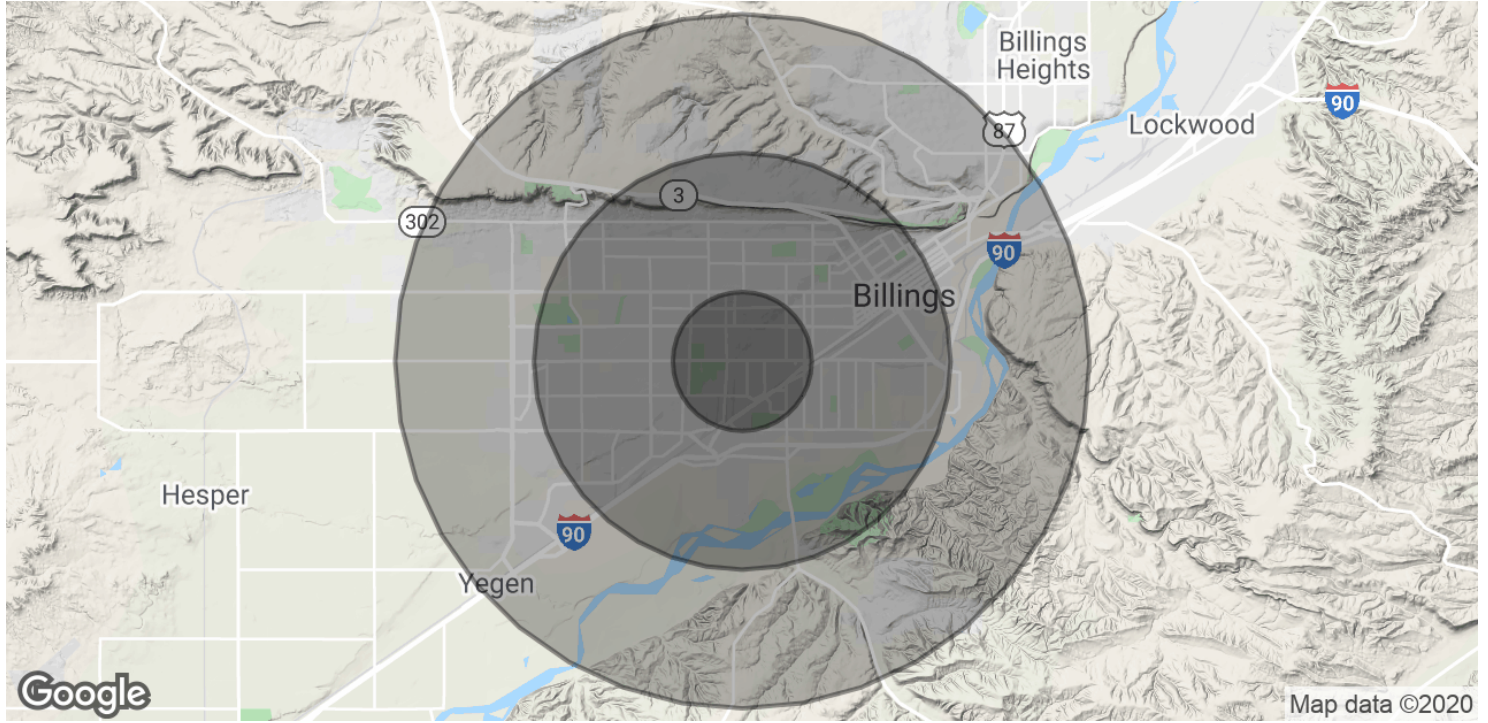 Billings
Heights
90
87
Lockwood
3
302
90
Billings
Hesper
90
Yegen
Google
Map data ©2020